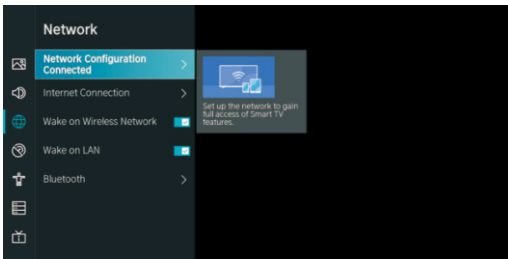 Network
Network Configuration
Connected
Internet Connection
Wake on Wireless Network
Wake on LAN
Bluetooth
Set up the network to gain
full access of Smart TV
features.